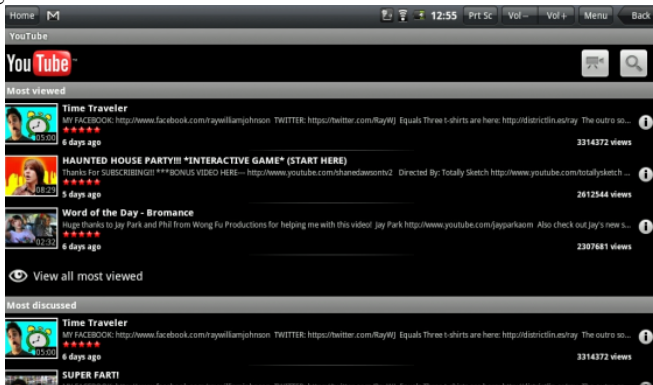 Home M 12:55 Prt Sc Vol – Vol + Menu Back
YouTube
You Tube
Most viewed
Time Traveler
MY FACEBOOK: http://www.facebook.com/raywilliamjohnson TWITTER: https://twitter.com/RayWJ Equals Three t-shirts are here: http://districtlin.es/ray The outro so...
05:00
6 days ago 3314372 views
HAUNTED HOUSE PARTY!!! *INTERACTIVE GAME* (START HERE)
Thanks For SUBSCRIBING!!! ***BONUS VIDEO HERE--- http://www.youtube.com/shanedawsontv2 Directed By: Totally Sketch http://www.youtube.com/totallysketch ...
08:29
5 days ago 2612544 views
Word of the Day - Bromance
Huge thanks to Jay Park and Phil from Wong Fu Productions for helping me with this video! Jay Park http://www.youtube.com/jayparkaom Also check out Jay's new s...
02:32
6 days ago 2307681 views
View all most viewed
Most discussed
Time Traveler
MY FACEBOOK: http://www.facebook.com/raywilliamjohnson TWITTER: https://twitter.com/RayWJ Equals Three t-shirts are here: http://districtlin.es/ray The outro so...
05:00
6 days ago 3314372 views
SUPER FART!